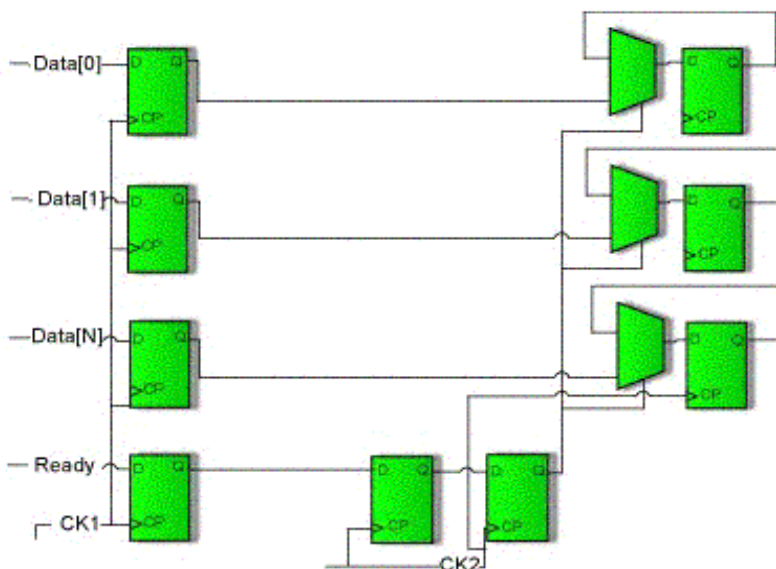 Data[0] D Q
CP
D Q
CP
Data[1] D Q
CP
D Q
CP
Data[N] D Q
CP
D Q
CP
Ready D Q
D Q
D Q
CK1 CP
CP
CP
CK2